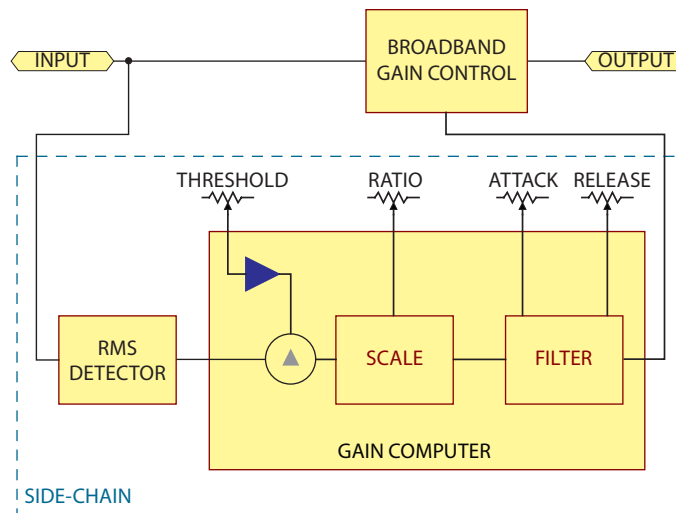 INPUT
BROADBAND
GAIN CONTROL
OUTPUT
THRESHOLD
RATIO
ATTACK
RELEASE
RMS
DETECTOR
SCALE
FILTER
GAIN COMPUTER
SIDE-CHAIN